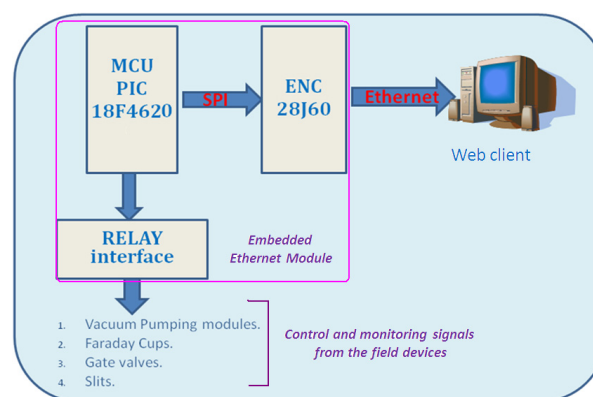 MCU
PIC
18F4620
SPI
ENC
28J60
Ethernet
Web client
RELAY
interface
Embedded
Ethernet Module
1. Vacuum Pumping modules.
2. Faraday Cups.
3. Gate valves.
4. Slits.
Control and monitoring signals
from the field devices